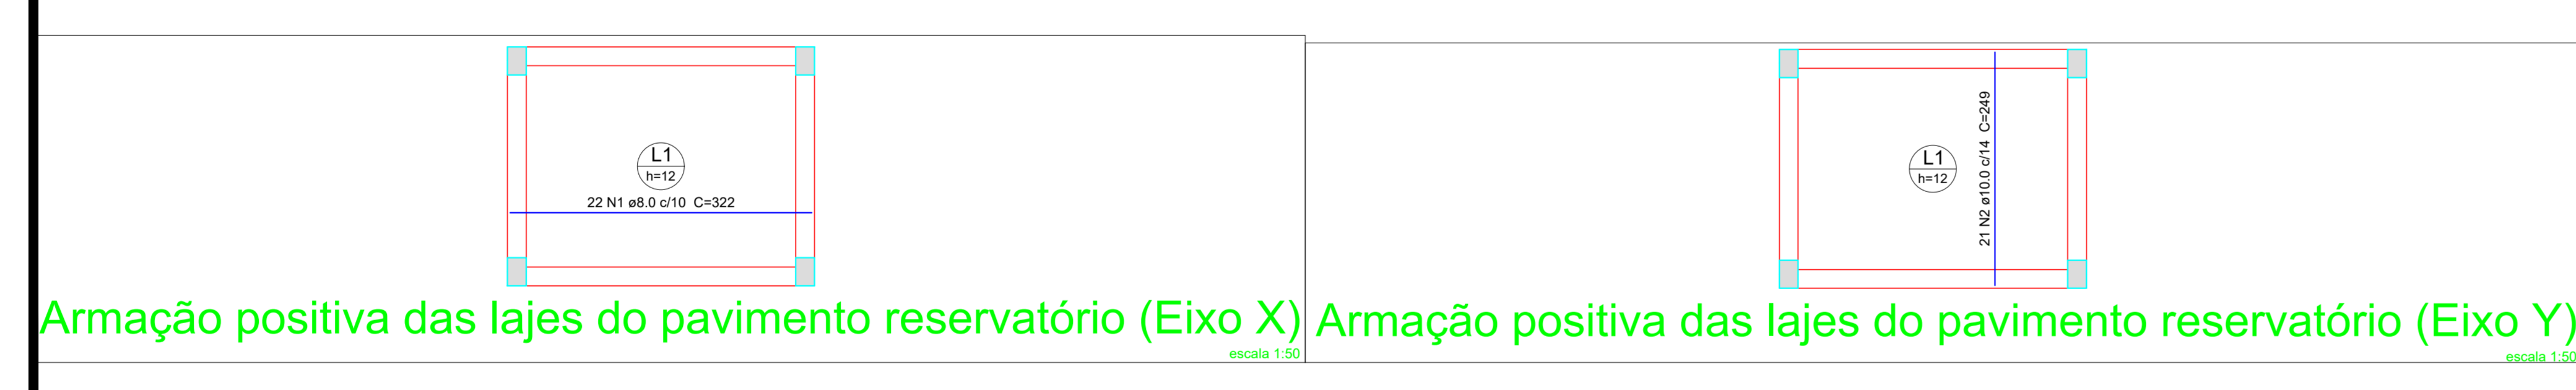 L1
h=12
22 N1 ø8.0 c/10  C=322
Armação positiva das lajes do pavimento reservatório (Eixo X)
escala 1:50
L1
h=12
21 N2 ø10.0 c/14  C=249
Armação positiva das lajes do pavimento reservatório (Eixo Y)
escala 1:50